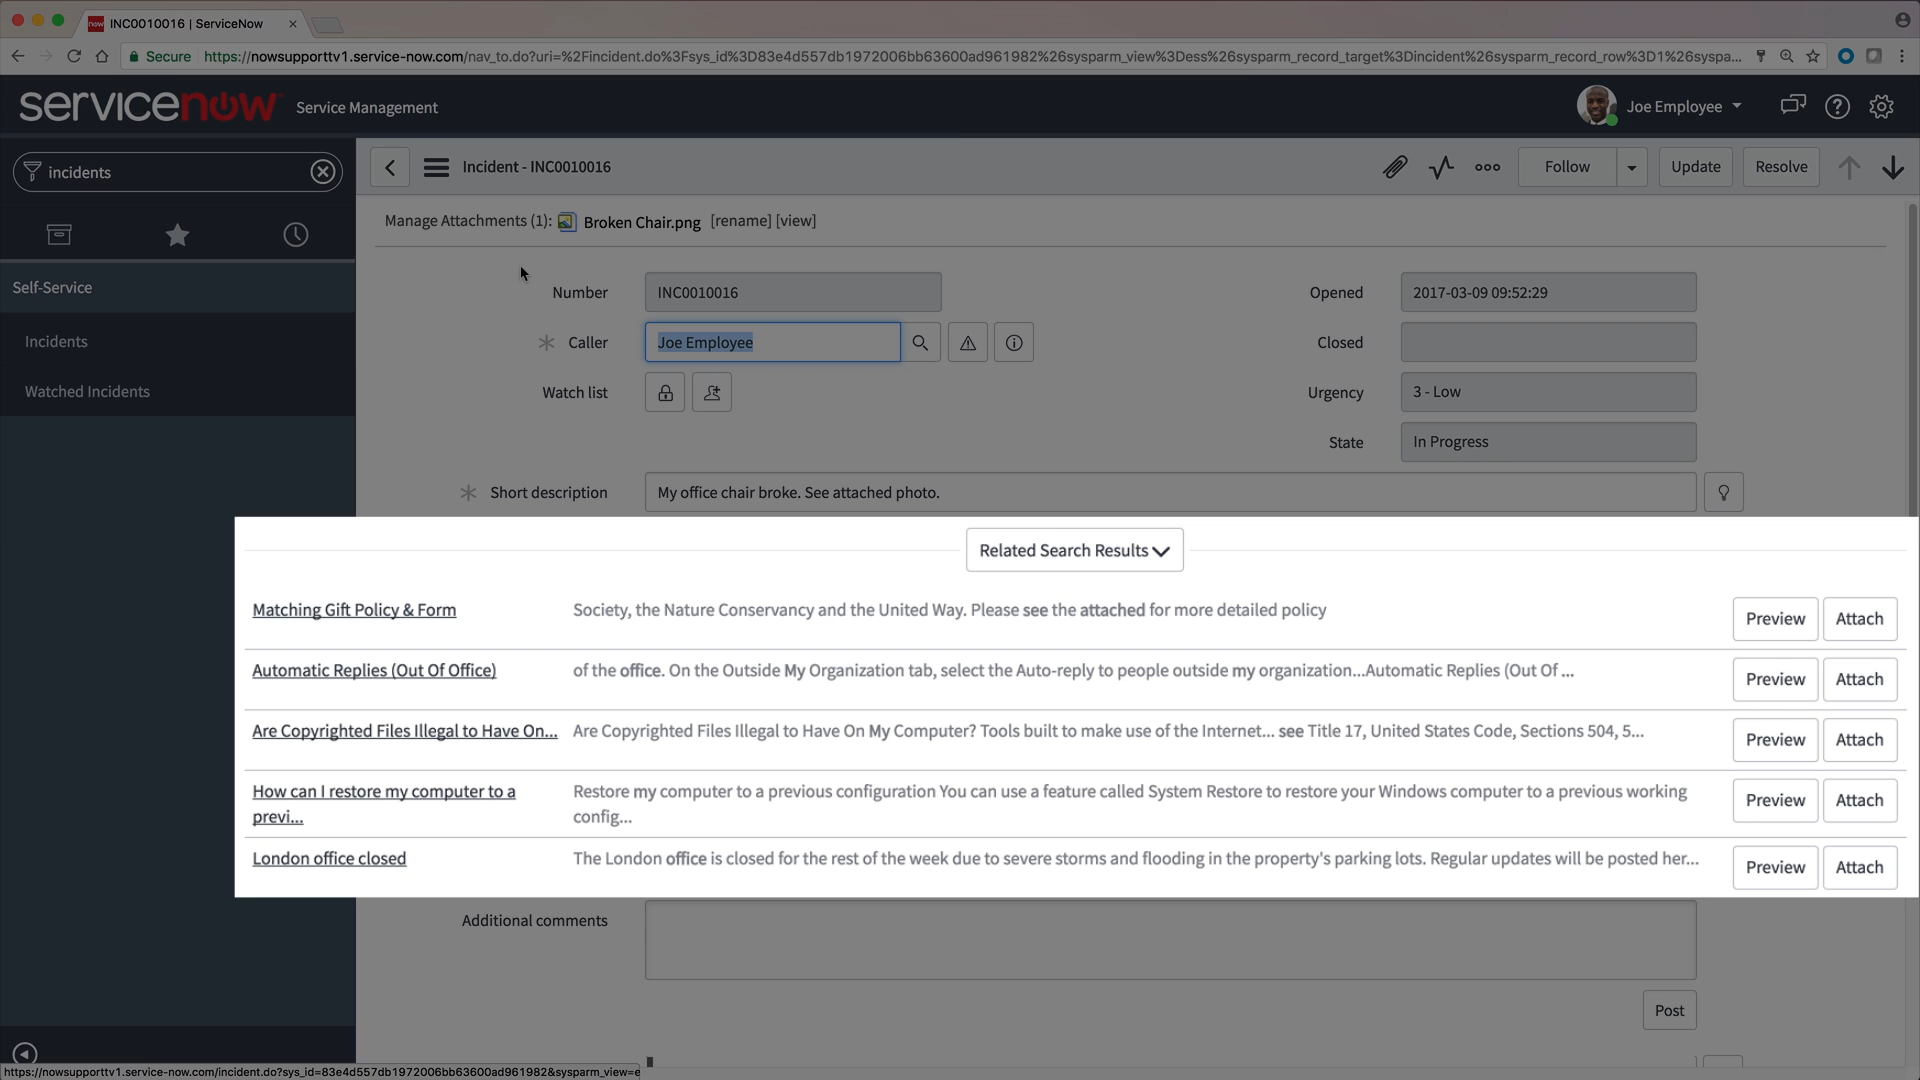 INC0010016 | ServiceNow
Secure https://nowsupporttv1.service-now.com/nav_to.do?uri=%2Fincident.do%3Fsys_id%3D83e4d557db1972006bb63600ad961982%26sysparm_view%3Dess%26sysparm_record_target%3Dincident%26sysparm_record_row%3D1%26syspa...
servicenow Service Management
Joe Employee
incidents
Incident - INC0010016
Follow
Update
Resolve
Manage Attachments (1): Broken Chair.png [rename] [view]
Self-Service
Incidents
Watched Incidents
Number INC0010016
Opened 2017-03-09 09:52:29
Caller Joe Employee
Closed
Watch list
Urgency 3 - Low
State In Progress
Short description My office chair broke. See attached photo.
Related Search Results
Matching Gift Policy & Form Society, the Nature Conservancy and the United Way. Please see the attached for more detailed policy Preview Attach
Automatic Replies (Out Of Office) of the office. On the Outside My Organization tab, select the Auto-reply to people outside my organization...Automatic Replies (Out Of ... Preview Attach
Are Copyrighted Files Illegal to Have On... Are Copyrighted Files Illegal to Have On My Computer? Tools built to make use of the Internet... see Title 17, United States Code, Sections 504, 5... Preview Attach
How can I restore my computer to a Restore my computer to a previous configuration You can use a feature called System Restore to restore your Windows computer to a previous working Preview Attach
previ... config...
London office closed The London office is closed for the rest of the week due to severe storms and flooding in the property's parking lots. Regular updates will be posted her... Preview Attach
Additional comments
Post
https://nowsupporttv1.service-now.com/incident.do?sys_id=83e4d557db1972006bb63600ad961982&sysparm_view=e